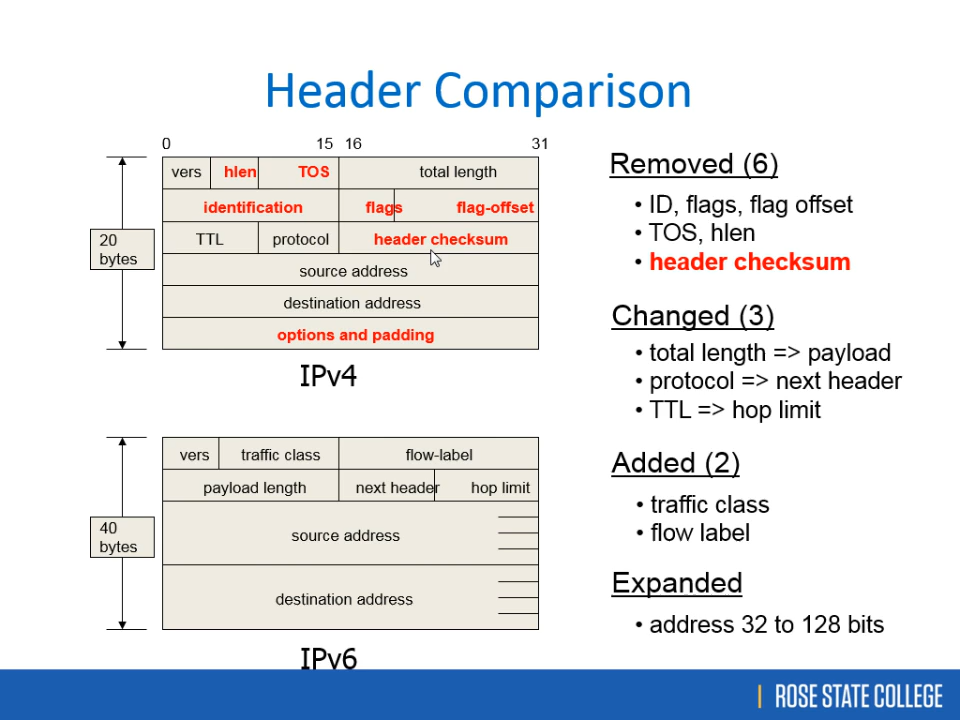 Header Comparison
0 15 16 31
vers hlen TOS total length
identification flags flag-offset
TTL protocol header checksum
source address
destination address
options and padding
20
bytes
IPv4
vers traffic class flow-label
payload length next header hop limit
source address
destination address
40
bytes
IPv6
Removed (6)
• ID, flags, flag offset
• TOS, hlen
• header checksum
Changed (3)
• total length => payload
• protocol => next header
• TTL => hop limit
Added (2)
• traffic class
• flow label
Expanded
• address 32 to 128 bits
ROSE STATE COLLEGE